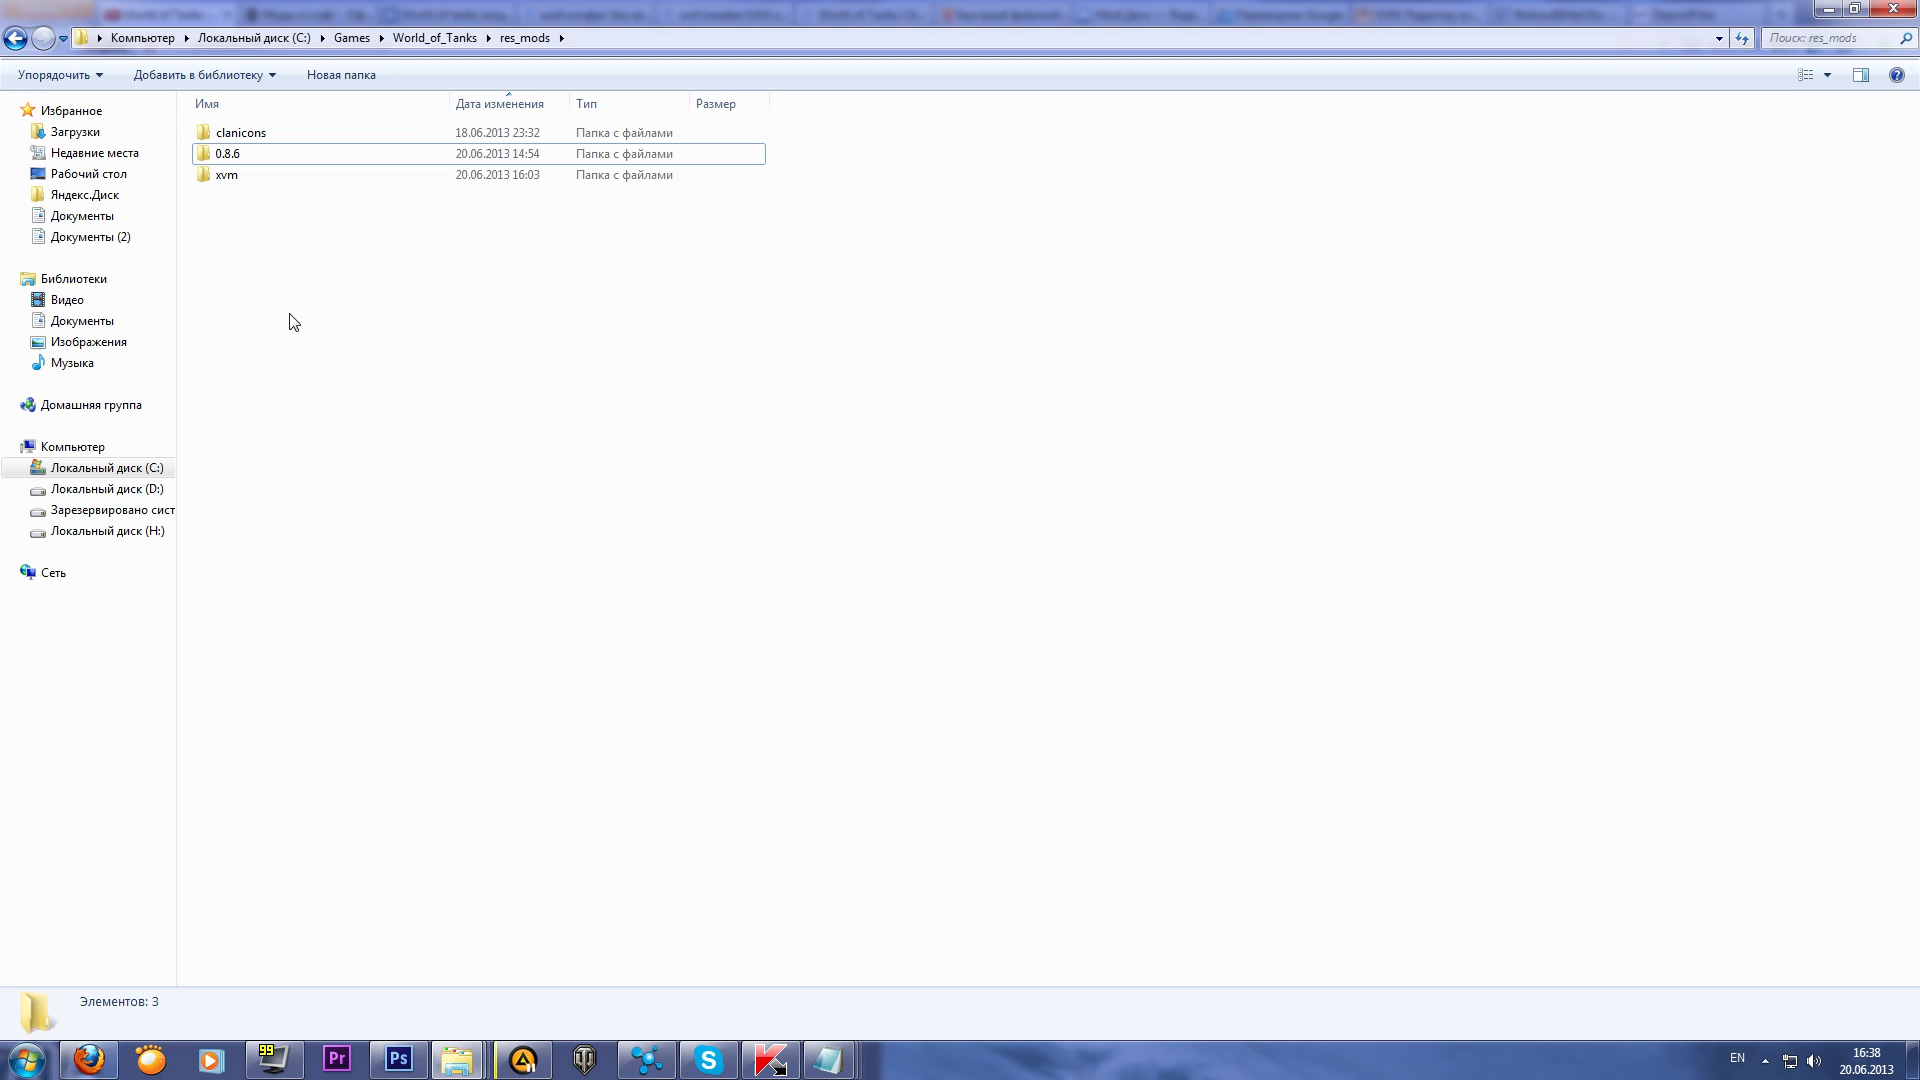 Компьютер ▸ Локальный диск (C:) ▸ Games ▸ World_of_Tanks ▸ res_mods ▸
Поиск: res_mods
Упорядочить Добавить в библиотеку Новая папка
Имя Дата изменения Тип Размер
clanicons 18.06.2013 23:32 Папка с файлами
0.8.6 20.06.2013 14:54 Папка с файлами
xvm 20.06.2013 16:03 Папка с файлами
Избранное
Загрузки
Недавние места
Рабочий стол
Яндекс.Диск
Документы
Документы (2)
Библиотеки
Видео
Документы
Изображения
Музыка
Домашняя группа
Компьютер
Локальный диск (C:)
Локальный диск (D:)
Зарезервировано сист
Локальный диск (H:)
Сеть
Элементов: 3
99
Pr
Ps
EN
16:38
20.06.2013